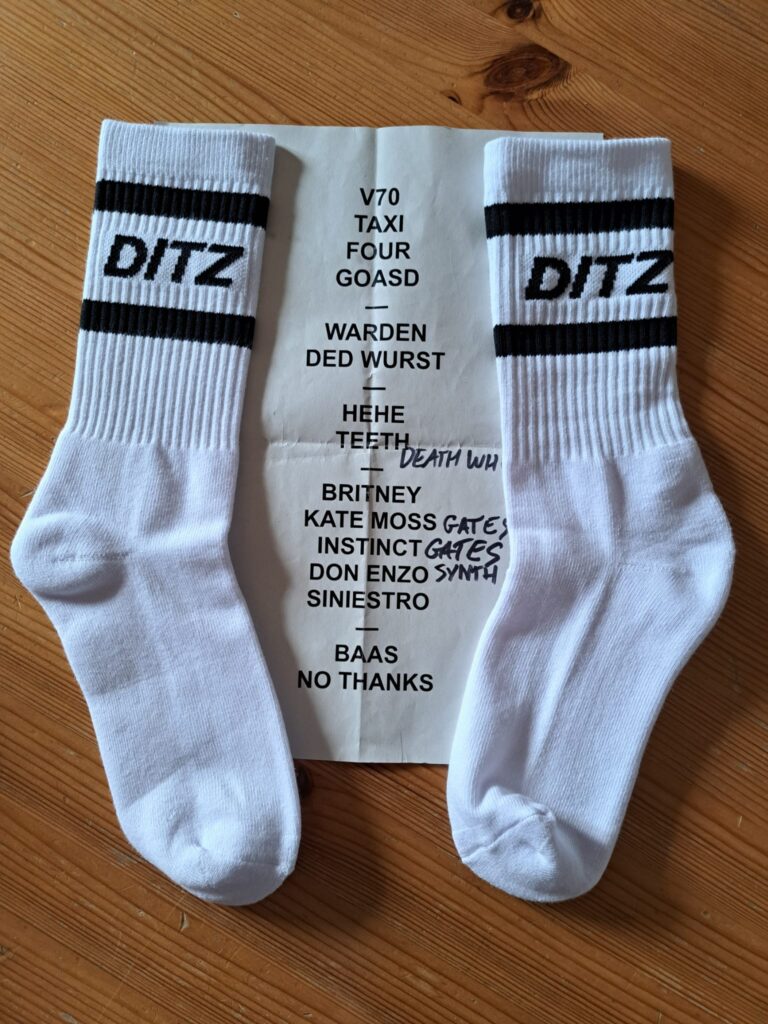 DITZ
V70
TAXI
FOUR
GOASD
—
WARDEN
DED WURST
—
HEHE
TEETH
DEATH WH
—
BRITNEY
KATE MOSS GATES
INSTINCT GATES
DON ENZO SYNTH
SINIESTRO
—
BAAS
NO THANKS
DITZ